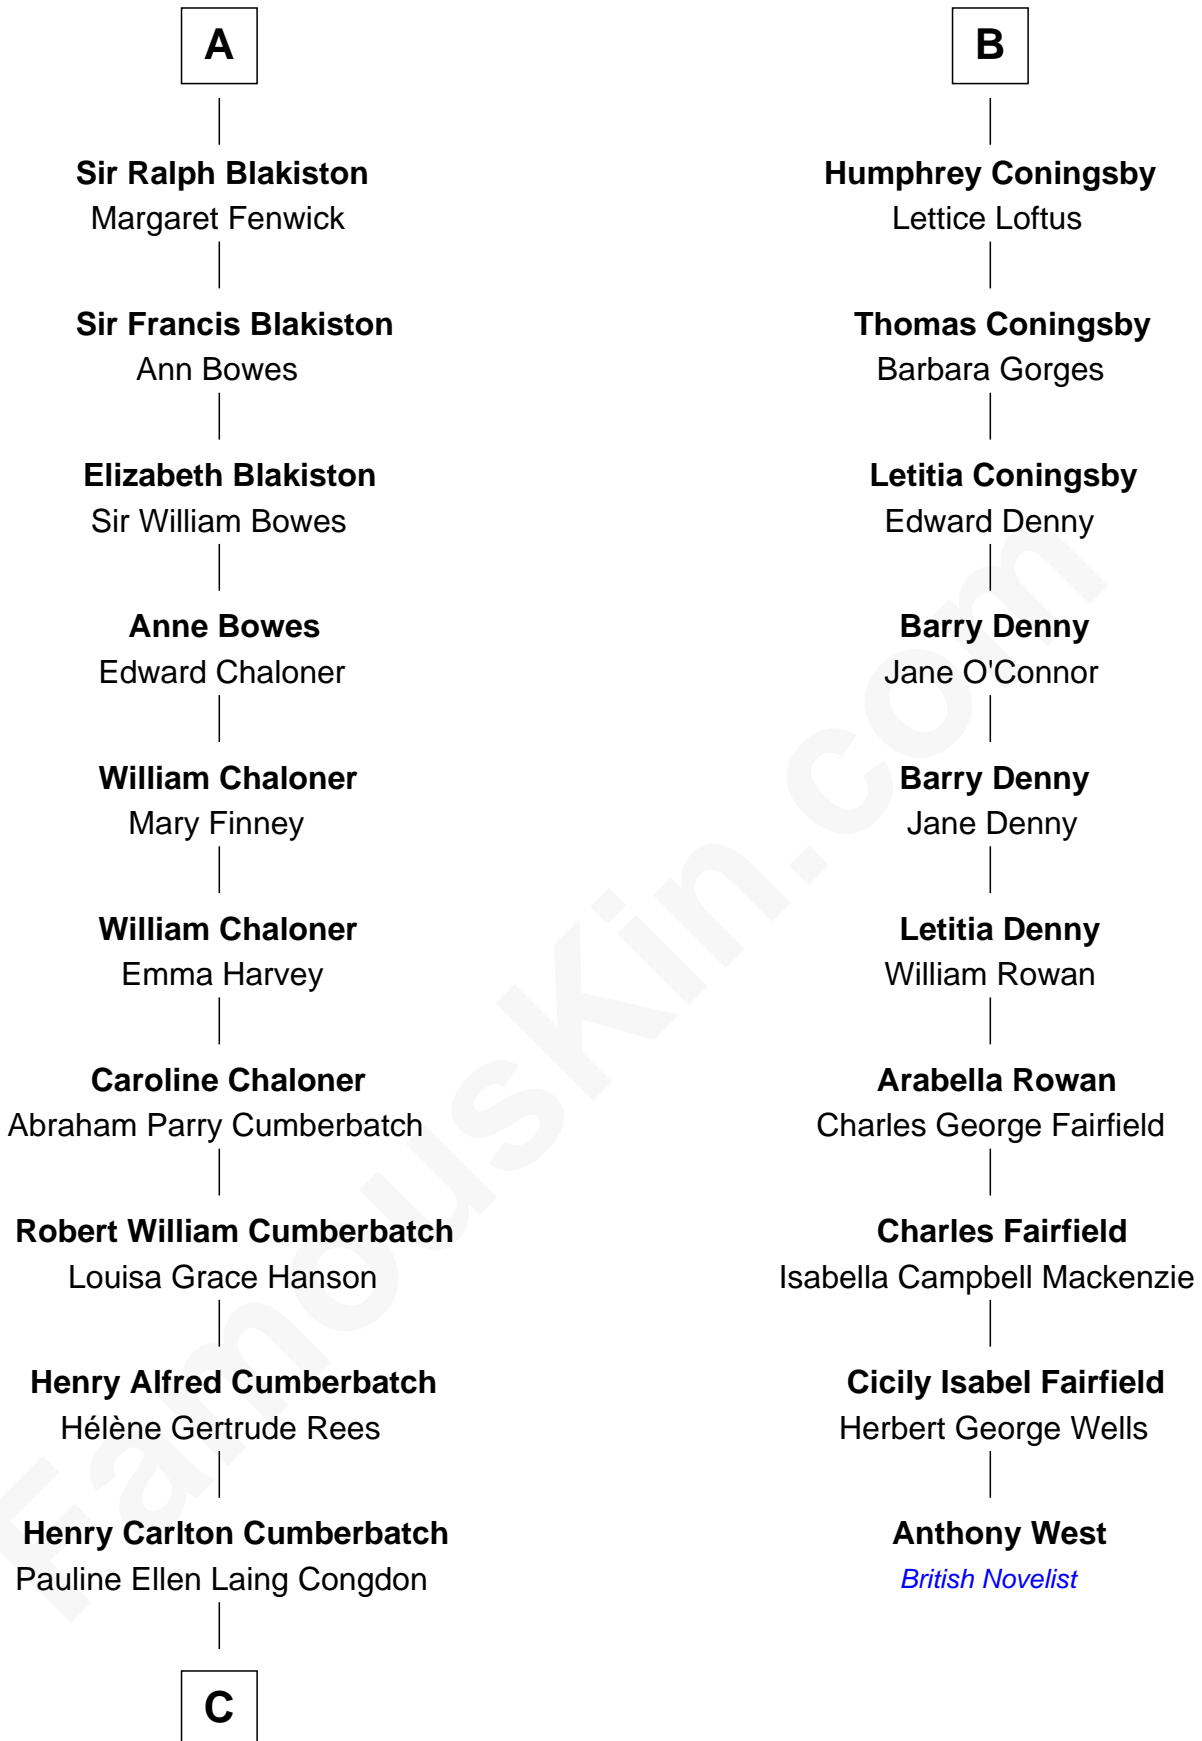 A
Sir Ralph Blakiston
Margaret Fenwick
Sir Francis Blakiston
Ann Bowes
Elizabeth Blakiston
Sir William Bowes
Anne Bowes
Edward Chaloner
William Chaloner
Mary Finney
William Chaloner
Emma Harvey
Caroline Chaloner
Abraham Parry Cumberbatch
Robert William Cumberbatch
Louisa Grace Hanson
Henry Alfred Cumberbatch
Hélène Gertrude Rees
Henry Carlton Cumberbatch
Pauline Ellen Laing Congdon
C
B
Humphrey Coningsby
Lettice Loftus
Thomas Coningsby
Barbara Gorges
Letitia Coningsby
Edward Denny
Barry Denny
Jane O'Connor
Barry Denny
Jane Denny
Letitia Denny
William Rowan
Arabella Rowan
Charles George Fairfield
Charles Fairfield
Isabella Campbell Mackenzie
Cicily Isabel Fairfield
Herbert George Wells
Anthony West
British Novelist
FamousKin.com